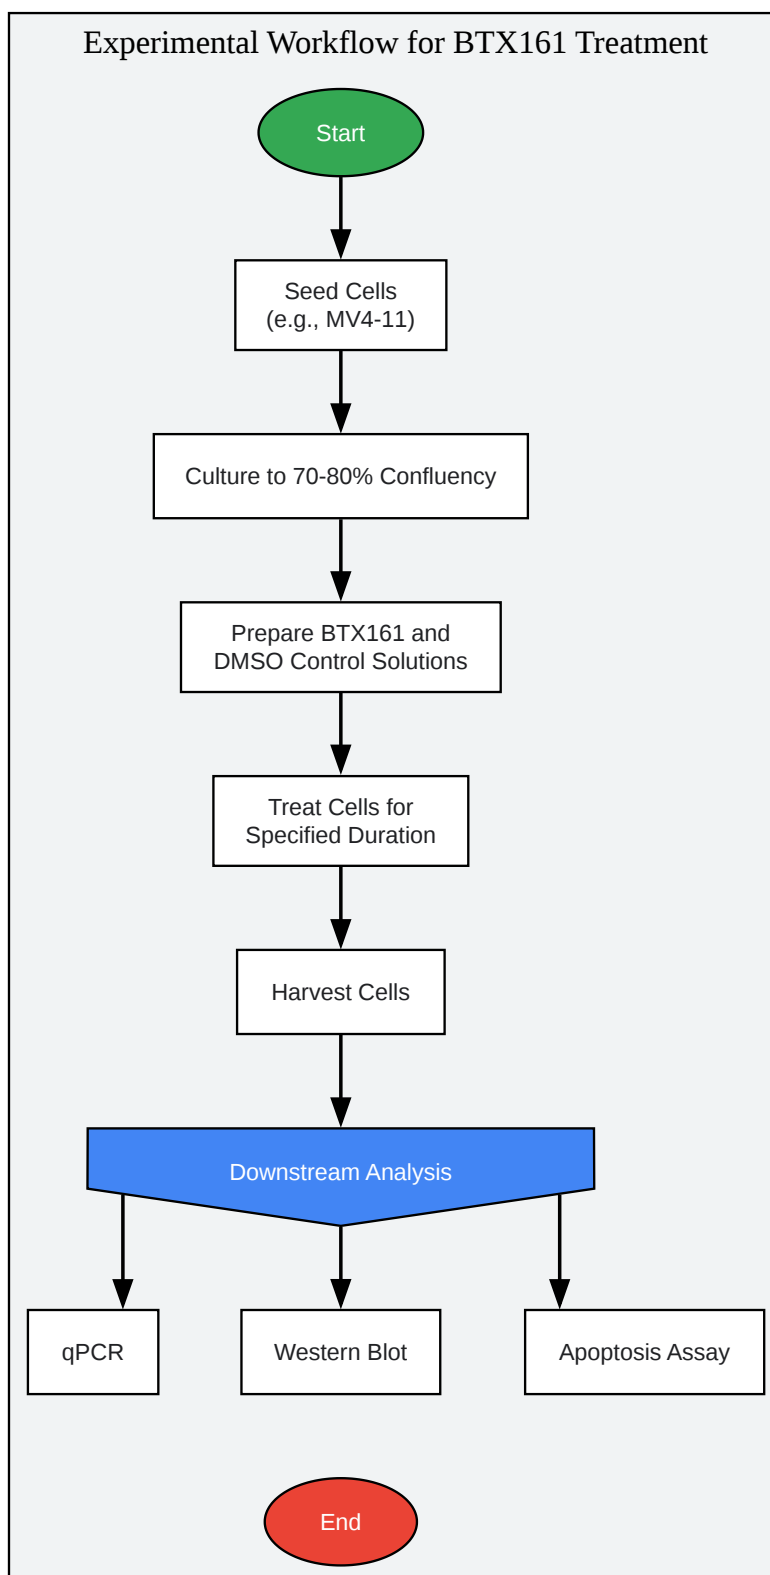 Experimental Workflow for BTX161 Treatment
Start
Seed Cells
(e.g., MV4-11)
Culture to 70-80% Confluency
Prepare BTX161 and
DMSO Control Solutions
Treat Cells for
Specified Duration
Harvest Cells
Downstream Analysis
qPCR
Western Blot
Apoptosis Assay
End